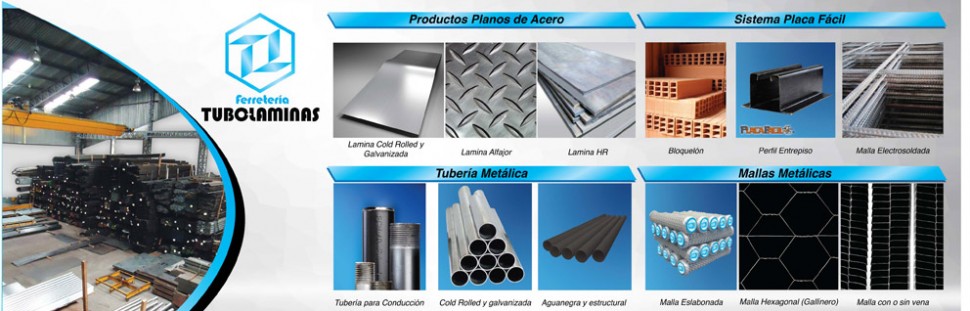 Ferretería
TUBOLAMINAS
Productos Planos de Acero
Lamina Cold Rolled y
Galvanizada
Lamina Alfajor
Lamina HR
Sistema Placa Fácil
PLACAFACIL
Bloquelón
Perfil Entrepiso
Malla Electrosoldada
Tubería Metálica
Tubería para Conducción
Cold Rolled y galvanizada
Aguanegra y estructural
Mallas Metálicas
Malla Eslabonada
Malla Hexagonal (Gallinero)
Malla con o sin vena